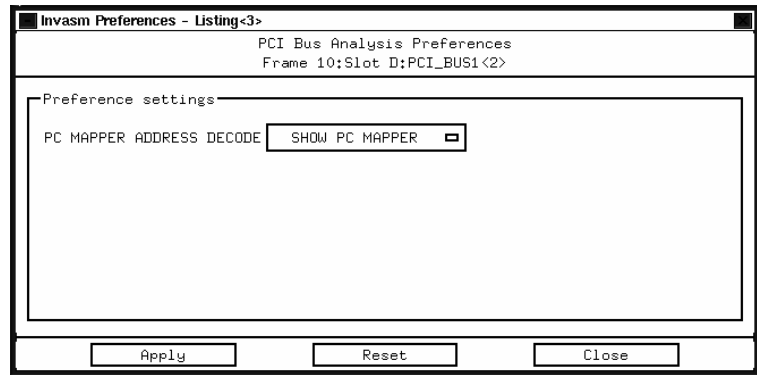 Invasm Preferences - Listing<3>
PCI Bus Analysis Preferences
Frame 10:Slot D:PCI_BUS1<2>
Preference settings
PC MAPPER ADDRESS DECODE SHOW PC MAPPER
Apply Reset Close